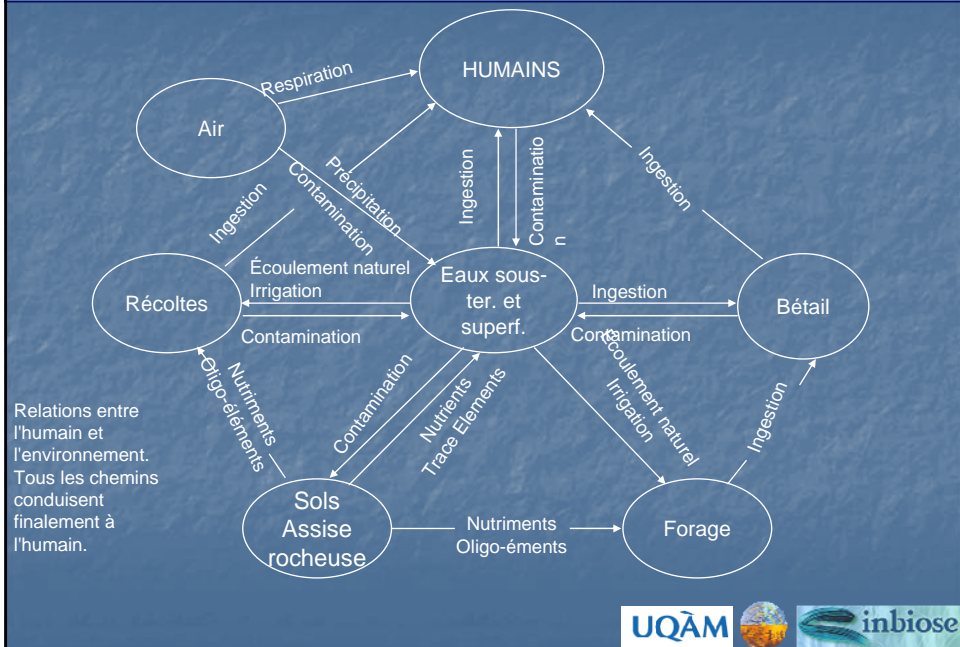 HUMAINS
Respiration
Air
Précipitation
Contamination
Ingestion
Ingestion
Contaminatio
n
Ingestion
Récoltes
Écoulement naturel
Irrigation
Contamination
Eaux sous-
ter. et
superf.
Ingestion
Contamination
Bétail
Nutriments
Oligo-éléments
Contamination
Nutrients
Trace Elements
Écoulement naturel
Irrigation
Ingestion
Relations entre
l'humain et
l'environnement.
Tous les chemins
conduisent
finalement à
l'humain.
Sols
Assise
rocheuse
Nutriments
Oligo-éments
Forage
UQÀM
inbiose